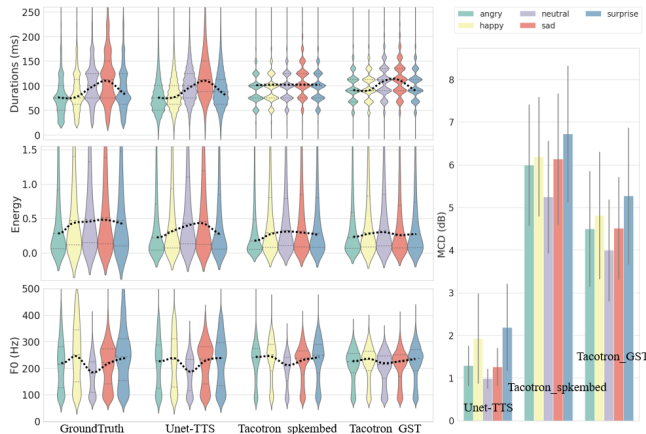 angry neutral surprise
happy sad
Durations (ms)
250
200
150
100
50
0
Energy
1.5
1.0
0.5
0.0
F0 (Hz)
500
400
300
200
100
0
GroundTruth Unet-TTS Tacotron_spkembed Tacotron_GST
MCD (dB)
8
7
6
5
4
3
2
1
0
Tacotron_GST
Tacotron_spkembed
Unet-TTS